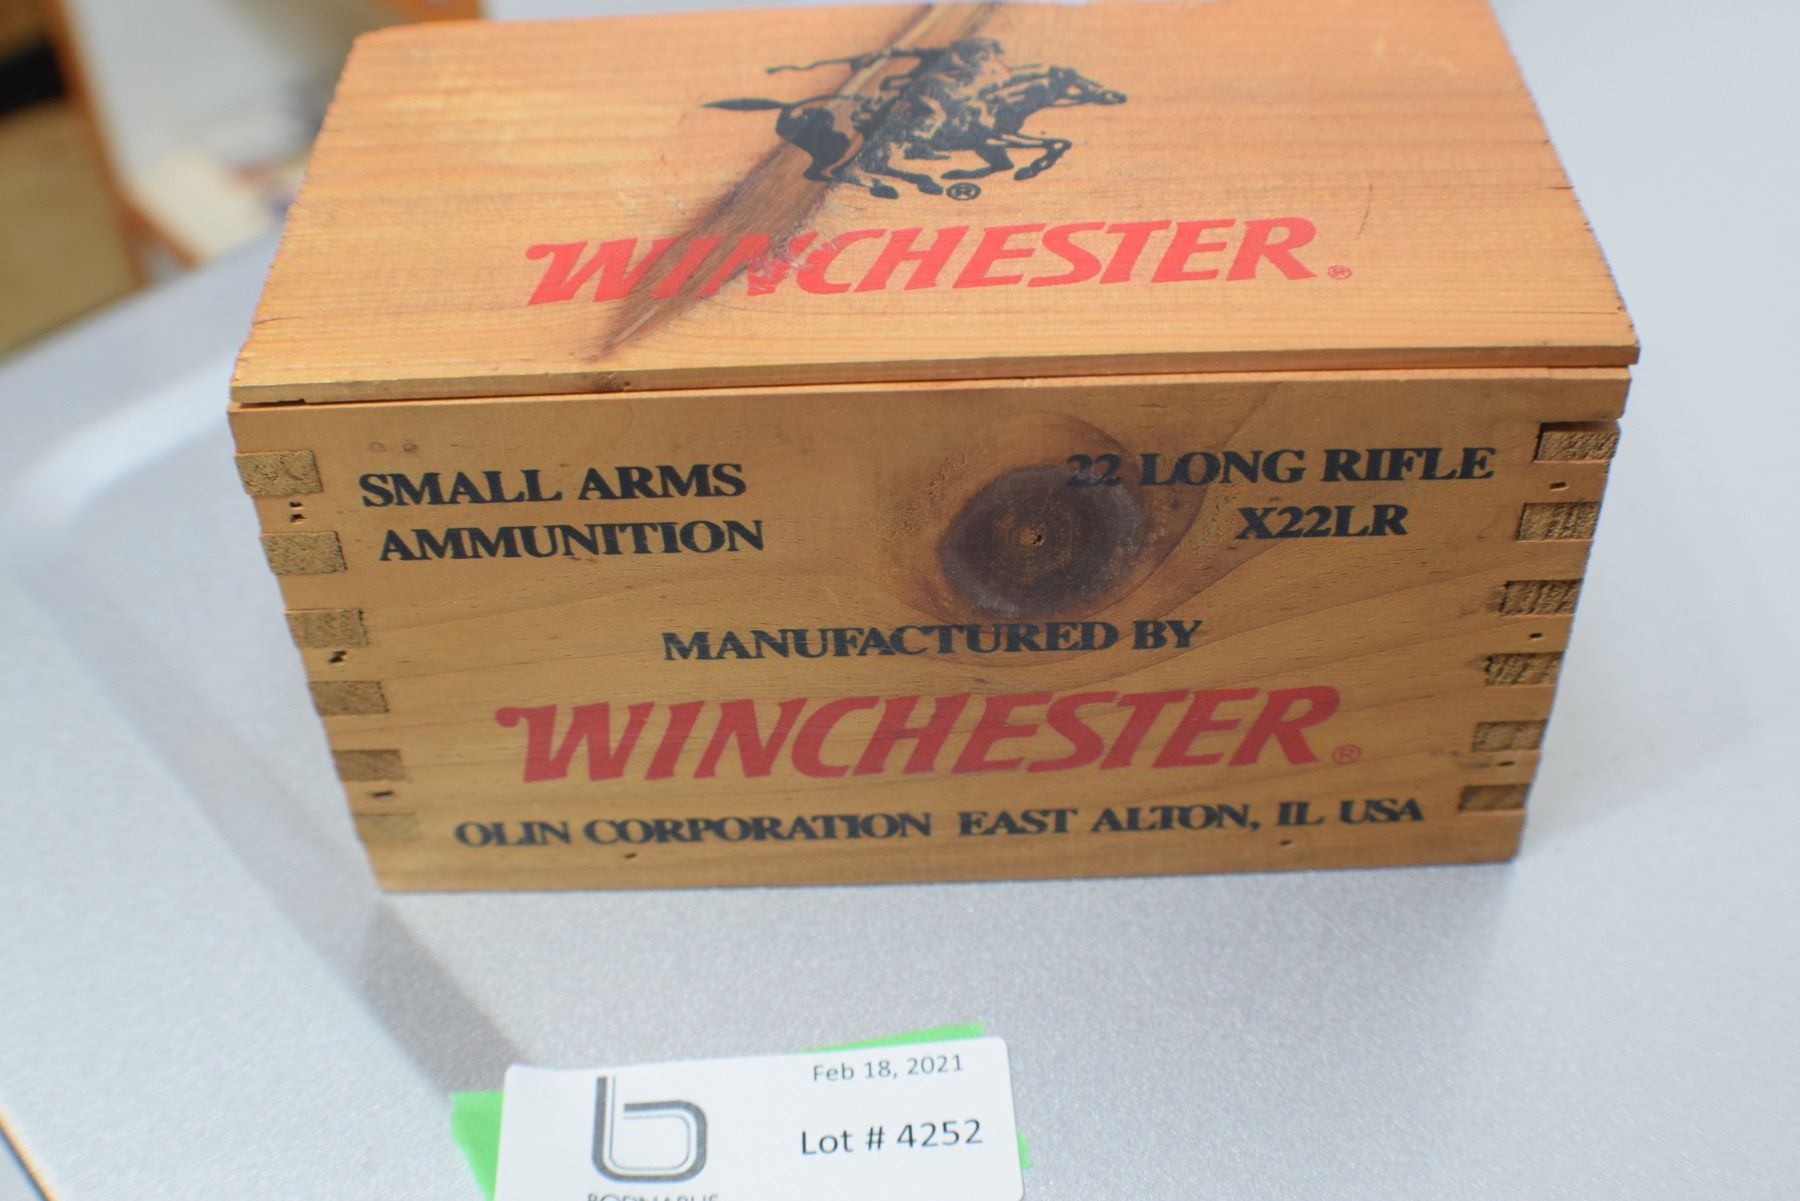 ®
WINCHESTER®
SMALL ARMS
AMMUNITION
22 LONG RIFLE
X22LR
MANUFACTURED BY
WINCHESTER®
OLIN CORPORATION EAST ALTON, IL USA
Feb 18, 2021
Lot # 4252